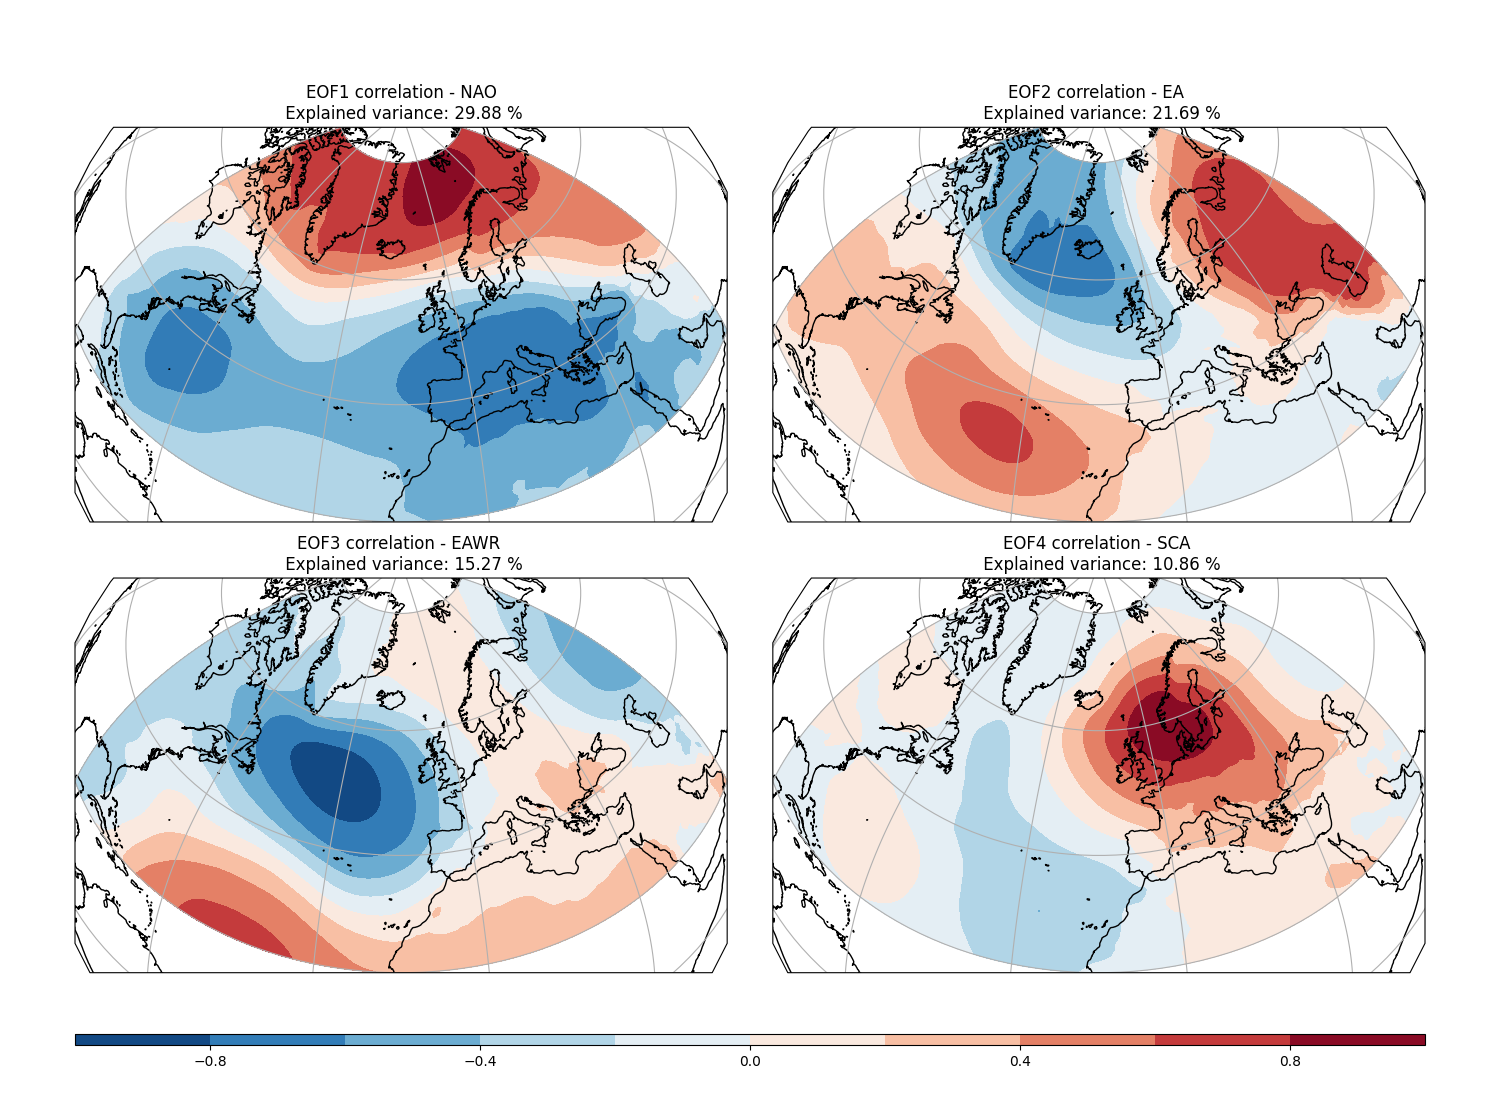 EOF1 correlation - NAO
Explained variance: 29.88 %
EOF2 correlation - EA
Explained variance: 21.69 %
EOF3 correlation - EAWR
Explained variance: 15.27 %
EOF4 correlation - SCA
Explained variance: 10.86 %
−0.8 −0.4 0.0 0.4 0.8